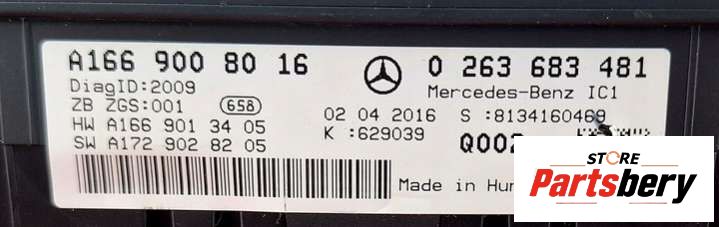 A166 900 80 16
0 263 683 481
DiagID:2009
Mercedes-Benz IC1
ZB ZGS:001
658
02 04 2016 S :8134160469
HW A166 901 34 05
K :629039
SW A172 902 82 05
Q002
Made in
STORE
Partsbery